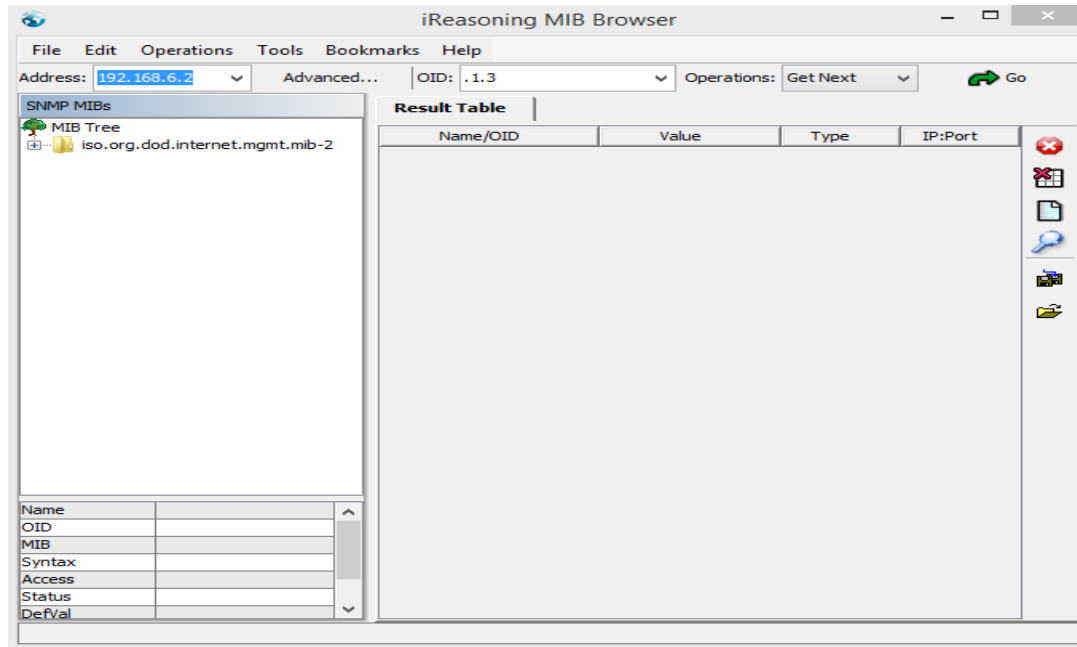 iReasoning MIB Browser
File Edit Operations Tools Bookmarks Help
Address: 192.168.6.2 Advanced... OID: .1.3 Operations: Get Next Go
SNMP MIBs
Result Table
MIB Tree
Name/OID Value Type IP:Port
iso.org.dod.internet.mgmt.mib-2
Name
OID
MIB
Syntax
Access
Status
DefVal